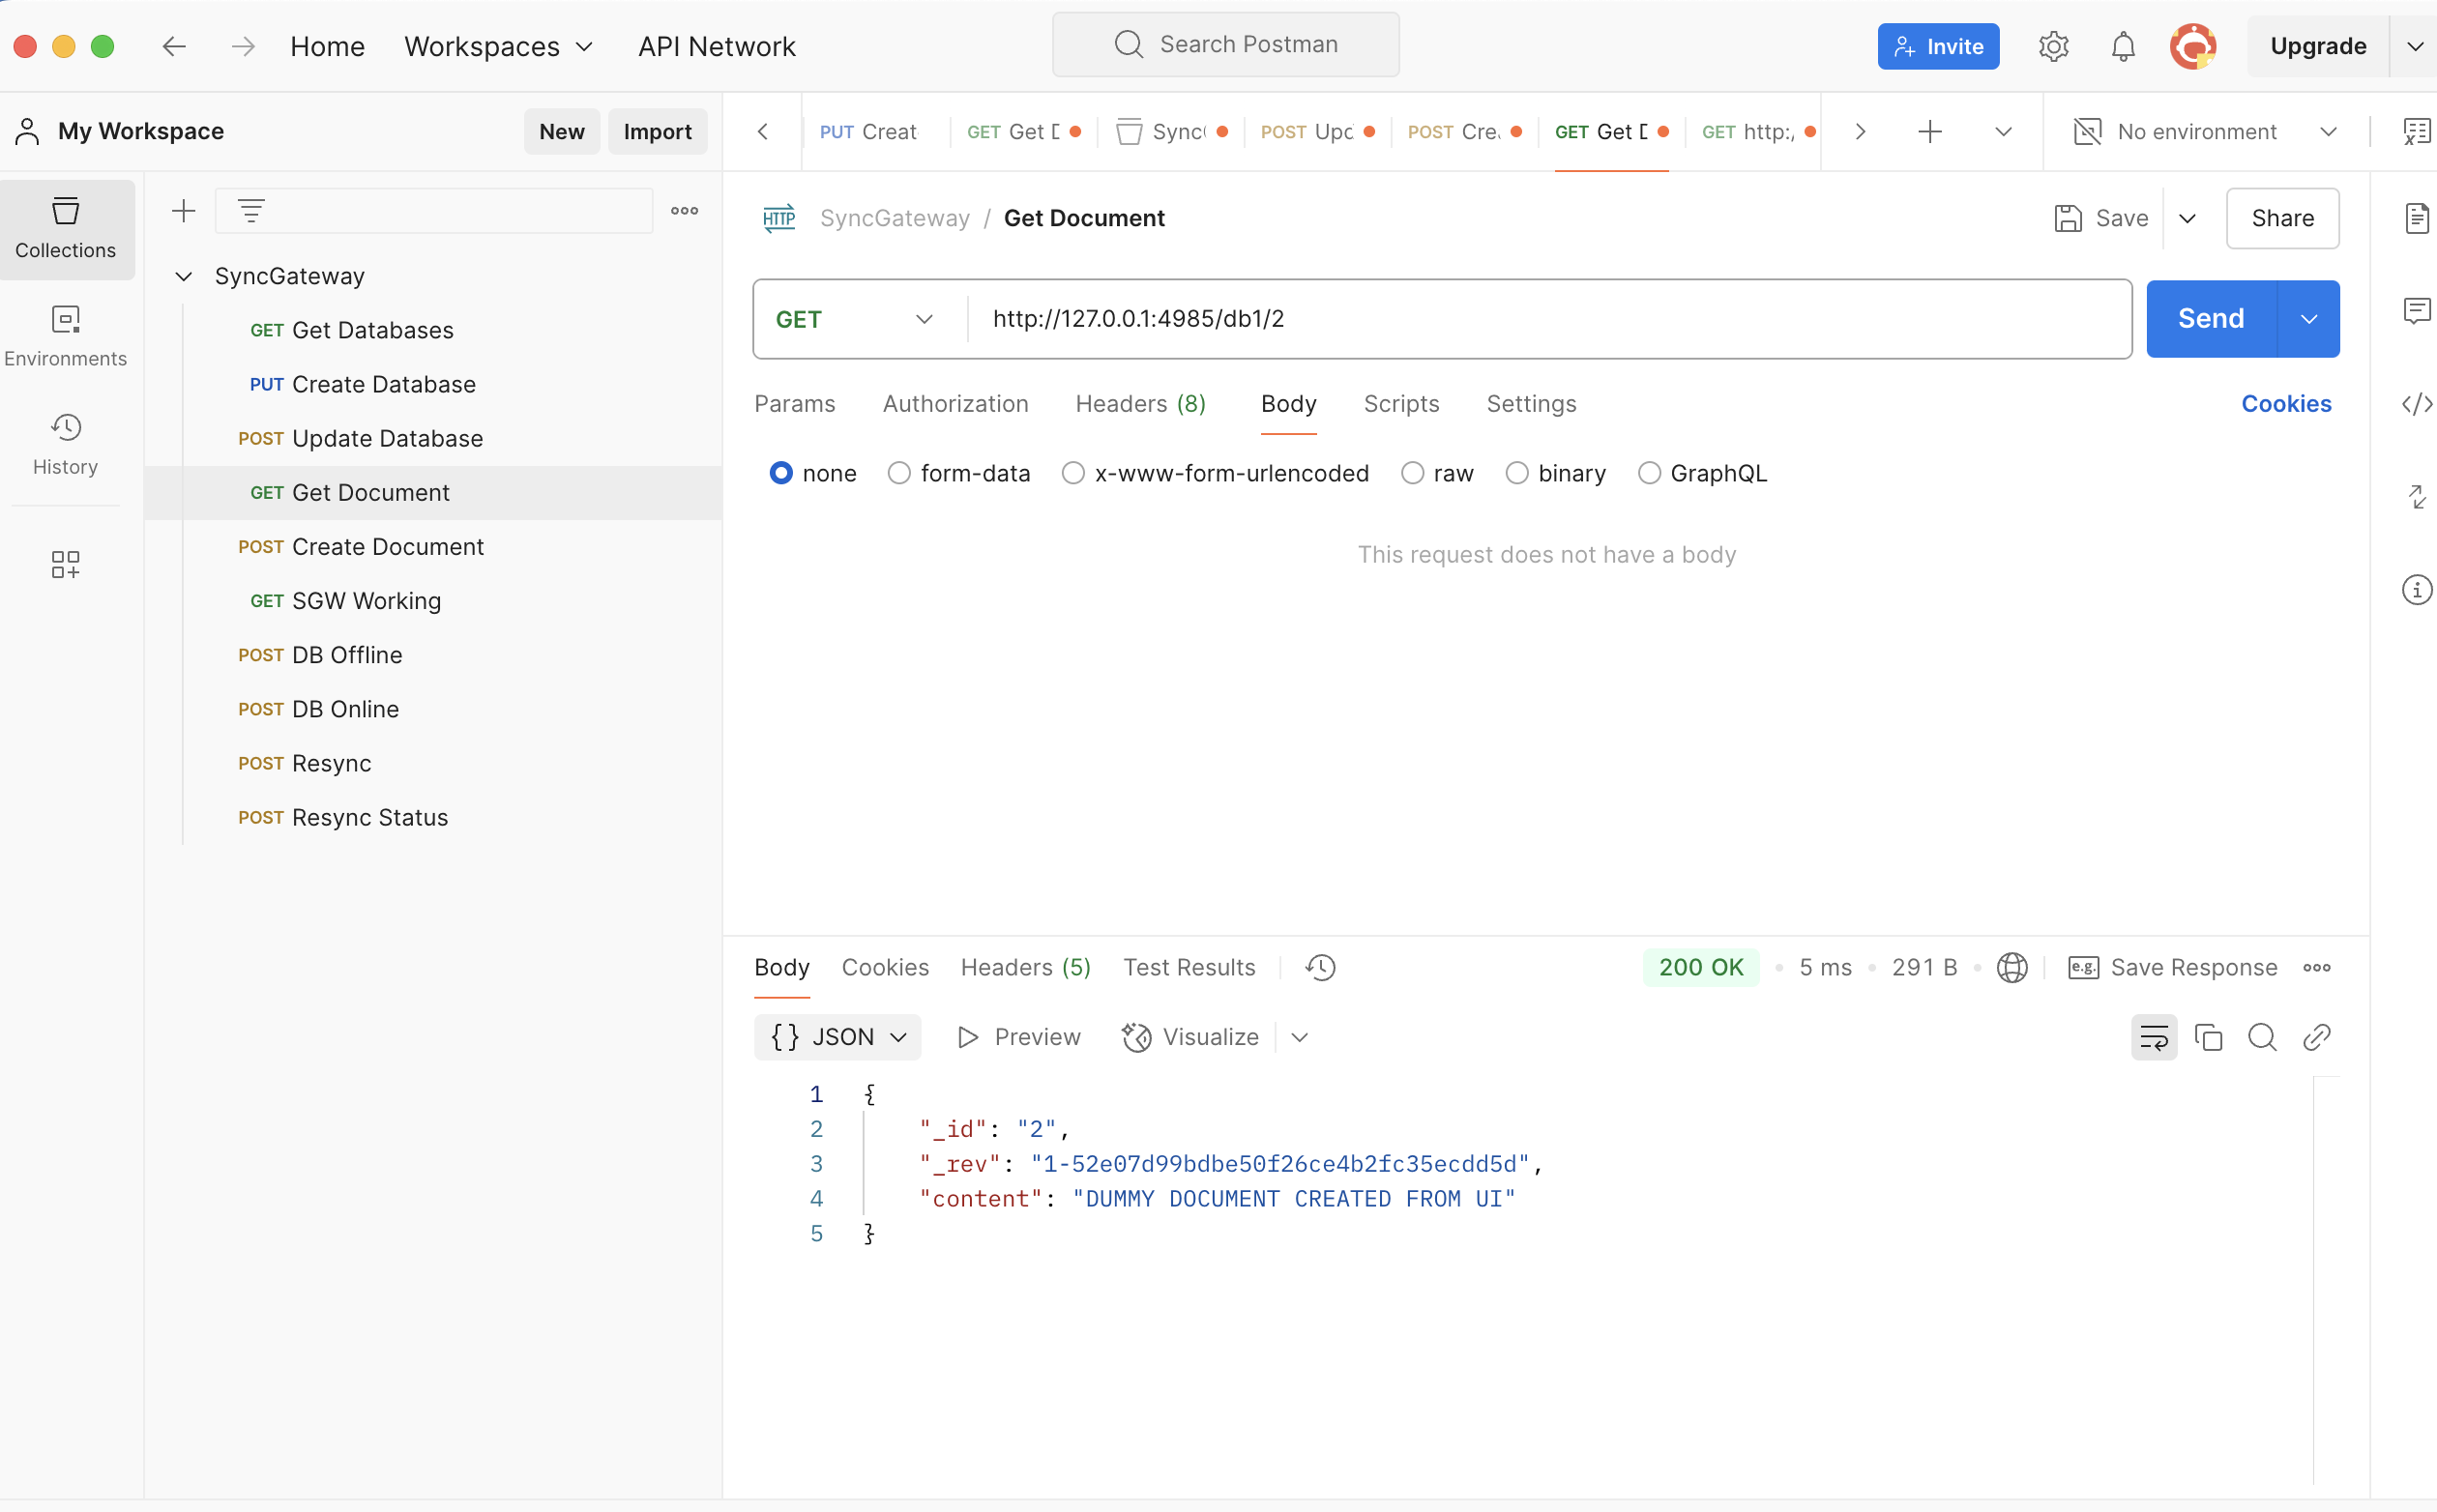 Home Workspaces API Network Search Postman Invite Upgrade
My Workspace New Import PUT Creat GET Get D Sync POST Upd POST Cre GET Get D GET http:/ No environment
Collections
Environments
History
SyncGateway
GET Get Databases
PUT Create Database
POST Update Database
GET Get Document
POST Create Document
GET SGW Working
POST DB Offline
POST DB Online
POST Resync
POST Resync Status
HTTP SyncGateway / Get Document Save Share
GET http://127.0.0.1:4985/db1/2 Send
Params Authorization Headers (8) Body Scripts Settings Cookies
none form-data x-www-form-urlencoded raw binary GraphQL
This request does not have a body
Body Cookies Headers (5) Test Results 200 OK 5 ms 291 B e.g. Save Response
{} JSON Preview Visualize
1 {
2 "_id": "2",
3 "_rev": "1-52e07d99bdbe50f26ce4b2fc35ecdd5d",
4 "content": "DUMMY DOCUMENT CREATED FROM UI"
5 }